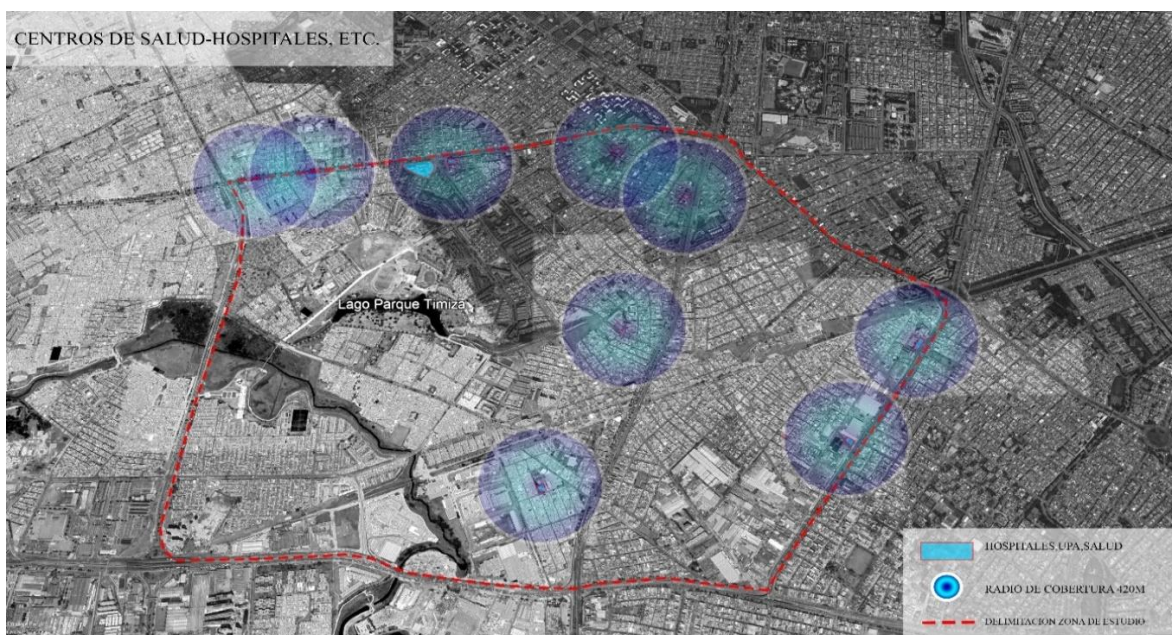 CENTROS DE SALUD-HOSPITALES, ETC.
Lago Parque Timiza
HOSPITALES,UPA,SALUD
RADIO DE COBERTURA 420M
DELIMITACION ZONA DE ESTUDIO